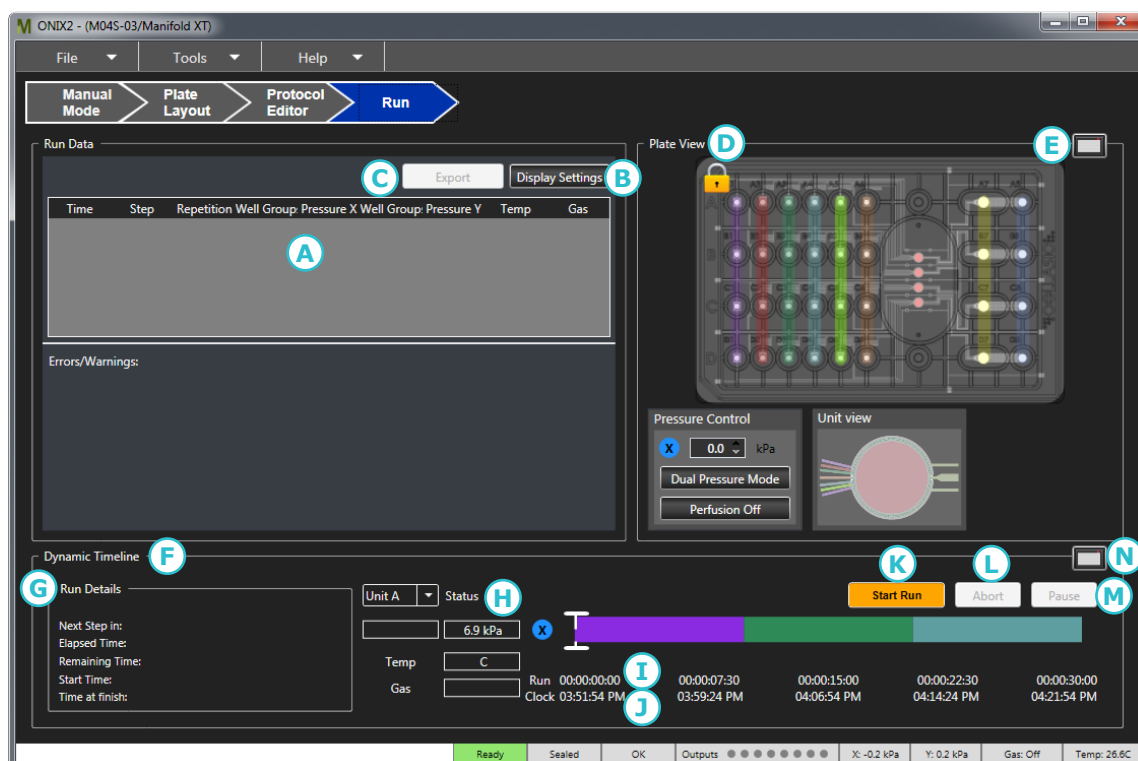 ONIX2 - (M04S-03/Manifold XT)
File Tools Help
Manual Mode
Plate Layout
Protocol Editor
Run
Run Data
C Export Display Settings B
Time Step Repetition Well Group: Pressure X Well Group: Pressure Y Temp Gas
A
Errors/Warnings:
Plate View D E
A3 A4 A5 A6 A7 A8
A
B
C
D
Pressure Control
X 0.0 kPa
Dual Pressure Mode
Perfusion Off
Unit view
Dynamic Timeline F N
G Run Details
Next Step in:
Elapsed Time:
Remaining Time:
Start Time:
Time at finish:
Unit A Status H
6.9 kPa X
Temp C
Gas
K L
Start Run Abort Pause M
I
Run 00:00:00:00 00:00:07:30 00:00:15:00 00:00:22:30 00:00:30:00
Clock 03:51:54 PM 03:59:24 PM 04:06:54 PM 04:14:24 PM 04:21:54 PM
J
Ready Sealed OK Outputs X: -0.2 kPa Y: 0.2 kPa Gas: Off Temp: 26.6C